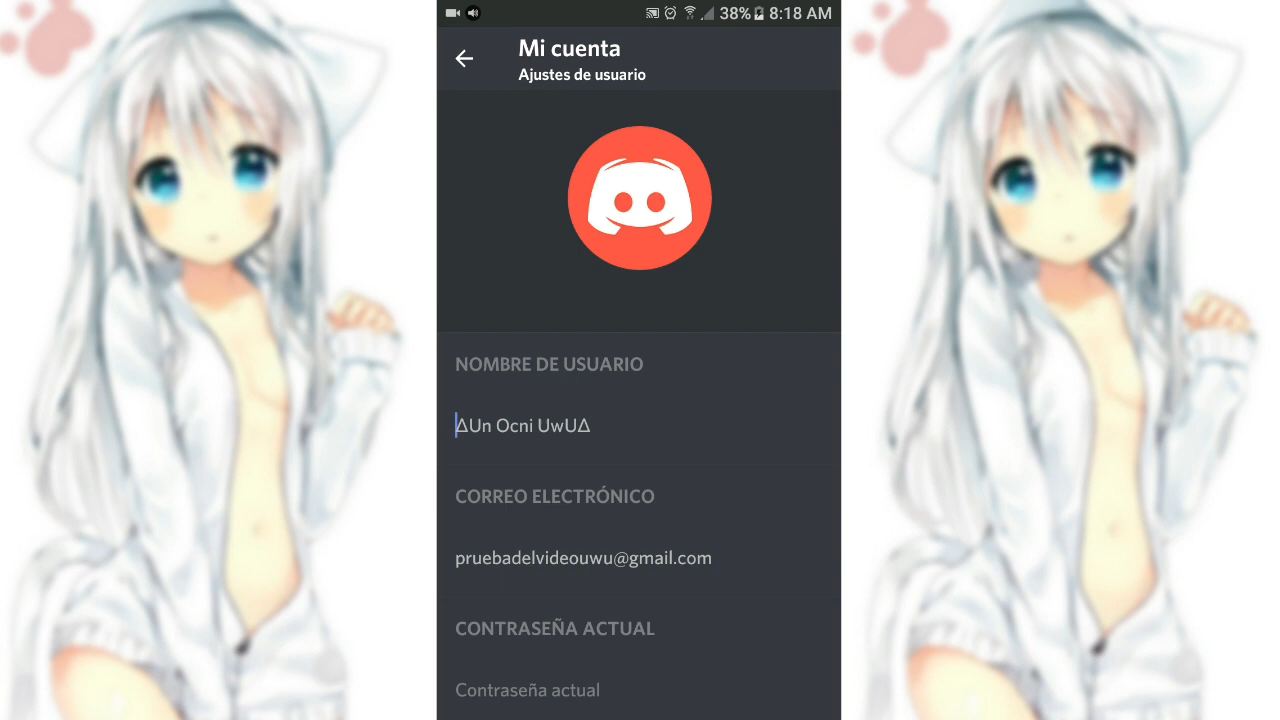 38% 8:18 AM
Mi cuenta
Ajustes de usuario
NOMBRE DE USUARIO
ΔUn Ocni UwUΔ
CORREO ELECTRÓNICO
pruebadelvideouwu@gmail.com
CONTRASEÑA ACTUAL
Contraseña actual